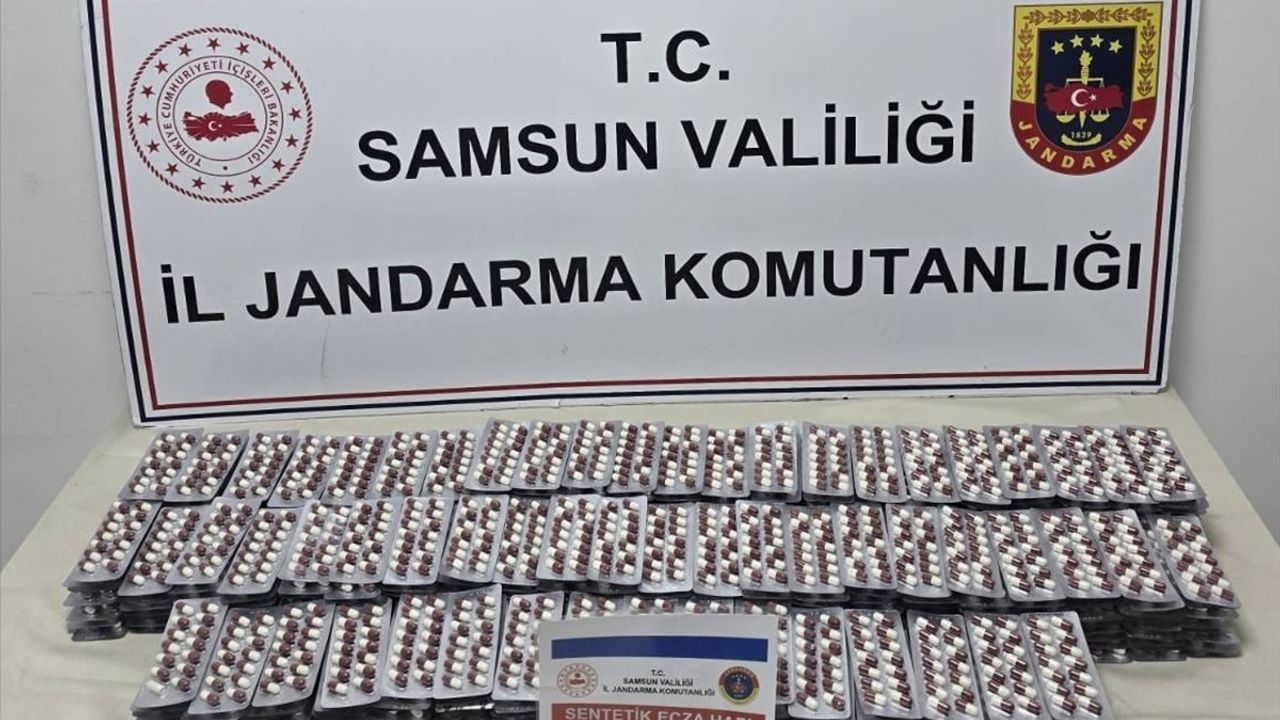 T.C.
SAMSUN VALİLİĞİ
İL JANDARMA KOMUTANLIĞI
TÜRKİYE CUMHURİYETİ İÇİŞLERİ BAKANLIĞI
1839
JANDARMA
T.C.
SAMSUN VALİLİĞİ
İL JANDARMA KOMUTANLIĞI
SENTETİK ECZA HAPI